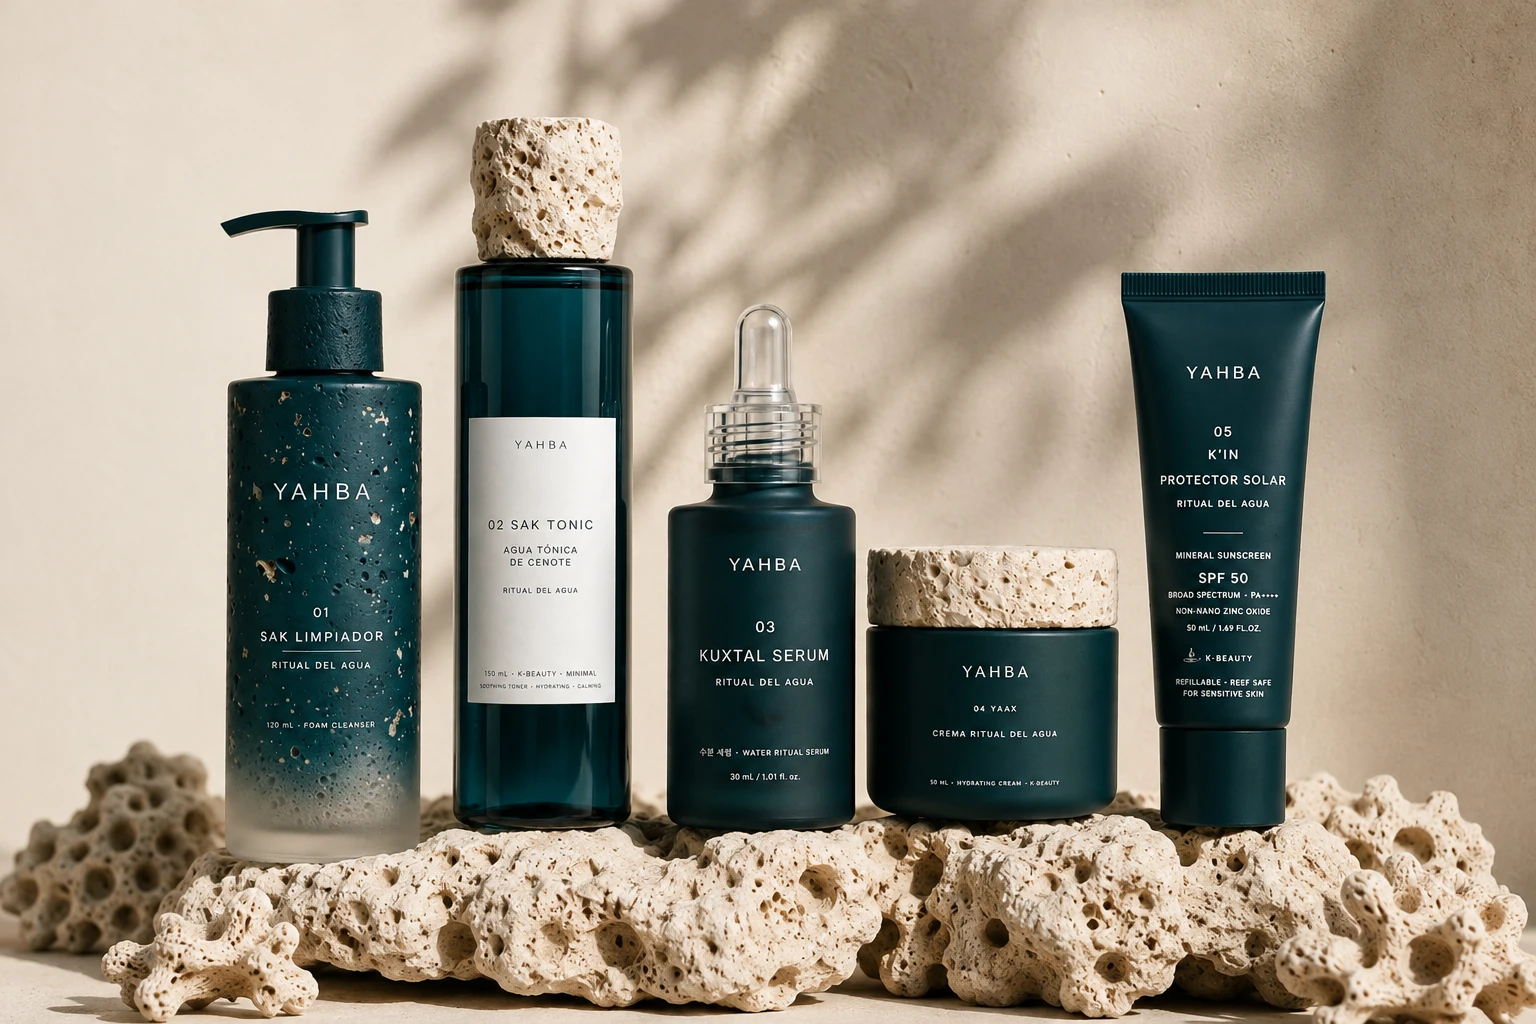 YAHBA
01
SAK LIMPIADOR
RITUAL DEL AGUA
120 mL • FOAM CLEANSER
YAHBA
02 SAK TONIC
AGUA TÓNICA
DE CENOTE
RITUAL DEL AGUA
150 mL • K-BEAUTY • MINIMAL
SOOTHING TONER • HYDRATING • CALMING
YAHBA
03
KUXTAL SERUM
RITUAL DEL AGUA
수분 세럼 • WATER RITUAL SERUM
30 mL / 1.01 fl. oz.
YAHBA
04 YAAX
CREMA RITUAL DEL AGUA
50 ML • HYDRATING CREAM • K-BEAUTY
YAHBA
05
K'IN
PROTECTOR SOLAR
RITUAL DEL AGUA
MINERAL SUNSCREEN
SPF 50
BROAD SPECTRUM • PA++++
NON-NANO ZINC OXIDE
50 mL / 1.69 FL.OZ.
K-BEAUTY
REFILLABLE • REEF SAFE
FOR SENSITIVE SKIN